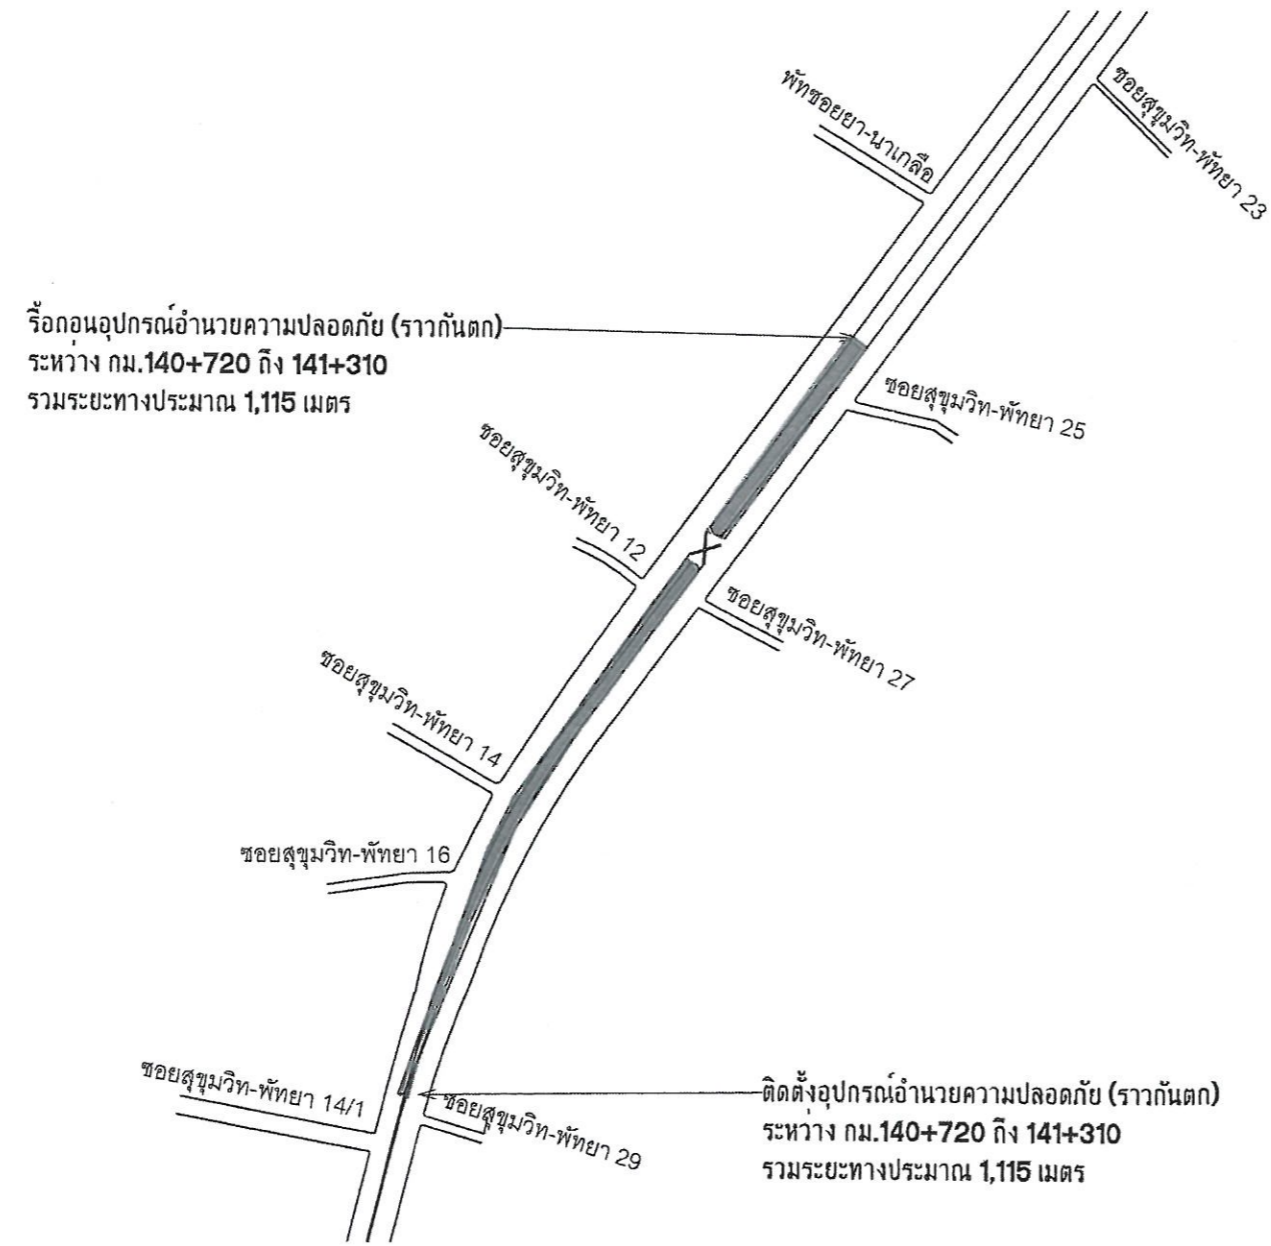 ซอยสุขุมวิท-พัทยา 23
พัทซอยยา-นาเกลือ
รื้อถอนอุปกรณ์อำนวยความปลอดภัย (ราวกันตก)
ระหว่าง กม.140+720 ถึง 141+310
รวมระยะทางประมาณ 1,115 เมตร
ซอยสุขุมวิท-พัทยา 25
ซอยสุขุมวิท-พัทยา 12
ซอยสุขุมวิท-พัทยา 27
ซอยสุขุมวิท-พัทยา 14
ซอยสุขุมวิท-พัทยา 16
ซอยสุขุมวิท-พัทยา 14/1
ซอยสุขุมวิท-พัทยา 29
ติดตั้งอุปกรณ์อำนวยความปลอดภัย (ราวกันตก)
ระหว่าง กม.140+720 ถึง 141+310
รวมระยะทางประมาณ 1,115 เมตร